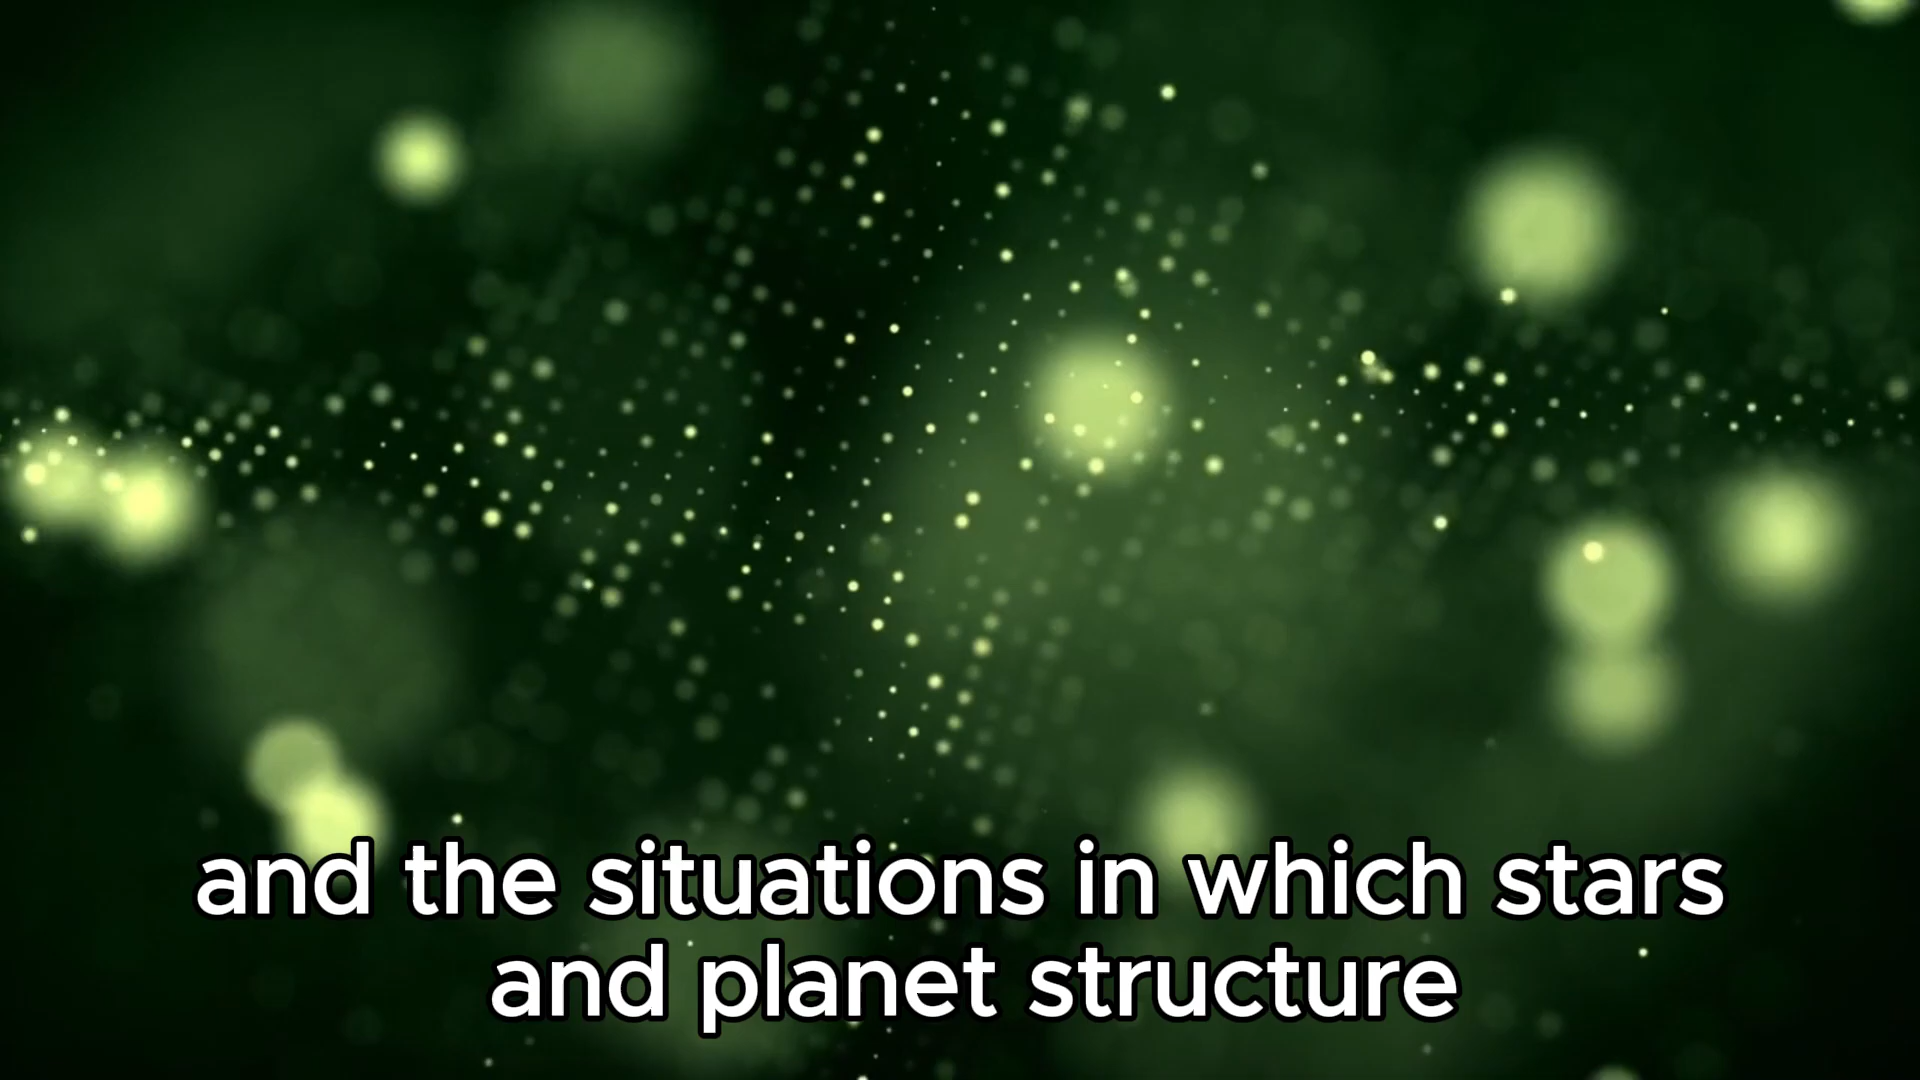 and the situations in which stars
and planet structure